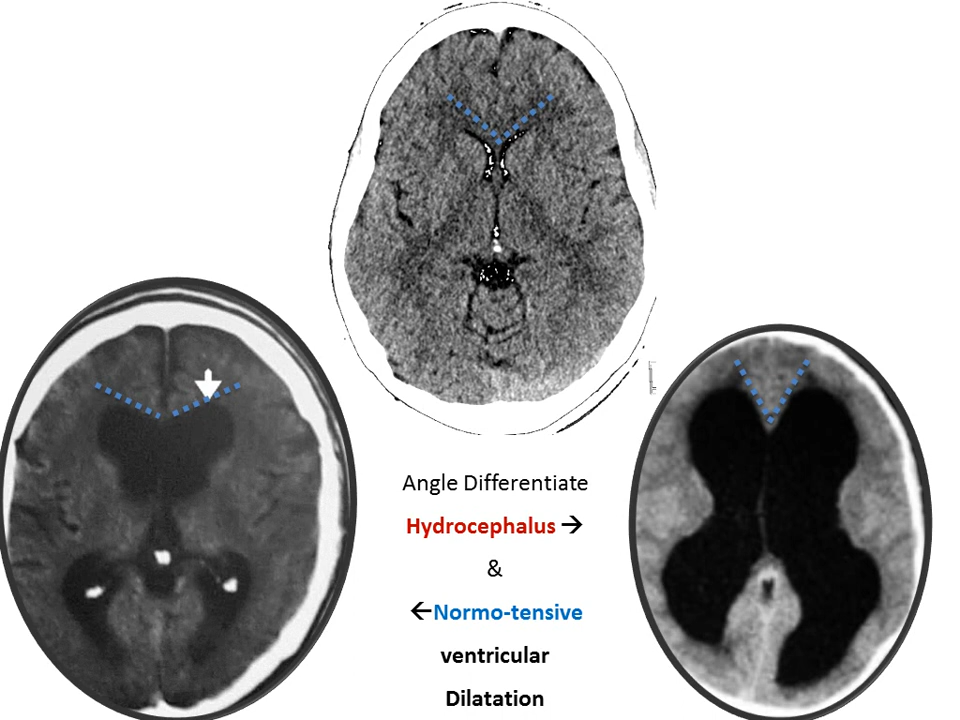 Angle Differentiate
Hydrocephalus →
&
←Normo-tensive
ventricular
Dilatation